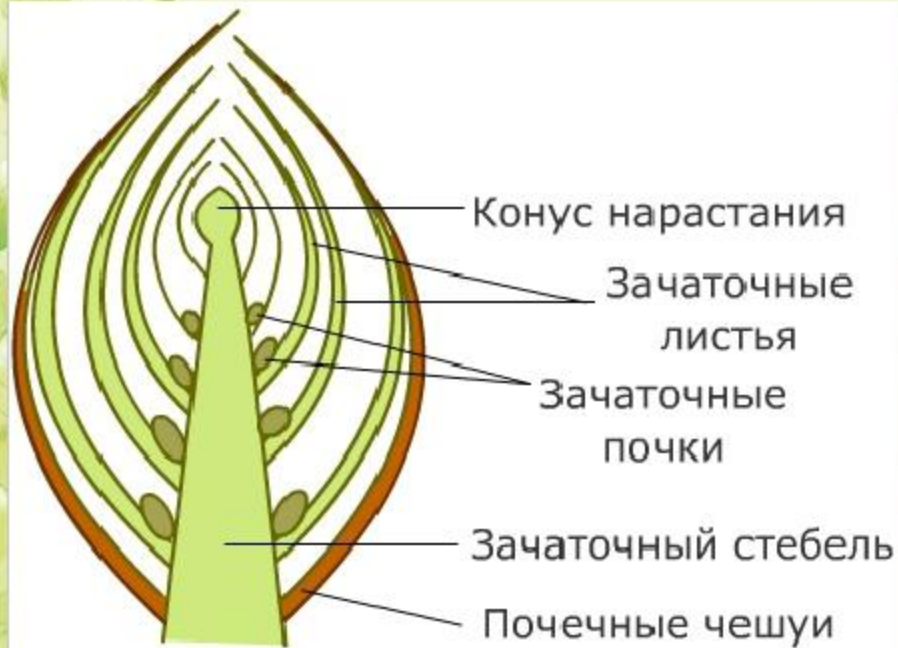 Конус нарастания
Зачаточные
листья
Зачаточные
почки
Зачаточный стебель
Почечные чешуи